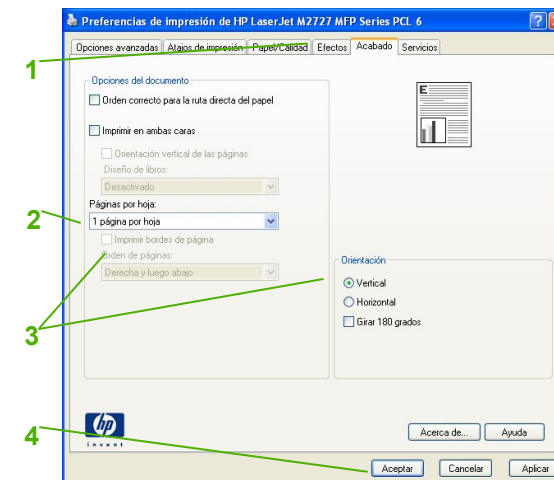 Preferencias de impresión de HP LaserJet M2727 MFP Series PCL 6
Opciones avanzadas Atajos de impresión Papel/Calidad Efectos Acabado Servicios
1
Opciones del documento
Orden correcto para la ruta directa del papel
Imprimir en ambas caras
Orientación vertical de las páginas
Diseño de libros:
Desactivado
Páginas por hoja:
2
1 página por hoja
Imprimir bordes de página
Orden de páginas:
Derecha y luego abajo
3
E
Orientación
Vertical
Horizontal
Girar 180 grados
4
hp
invent
Acerca de... Ayuda
Aceptar Cancelar Aplicar